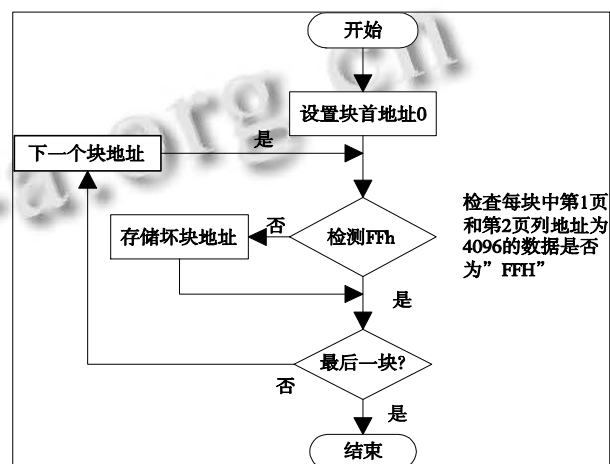 开始
设置块首地址0
下一个块地址
是
检测FFh
否
存储坏块地址
检查每块中第1页
和第2页列地址为
4096的数据是否
为”FFH”
是
最后一块?
否
是
结束
a.org.cn